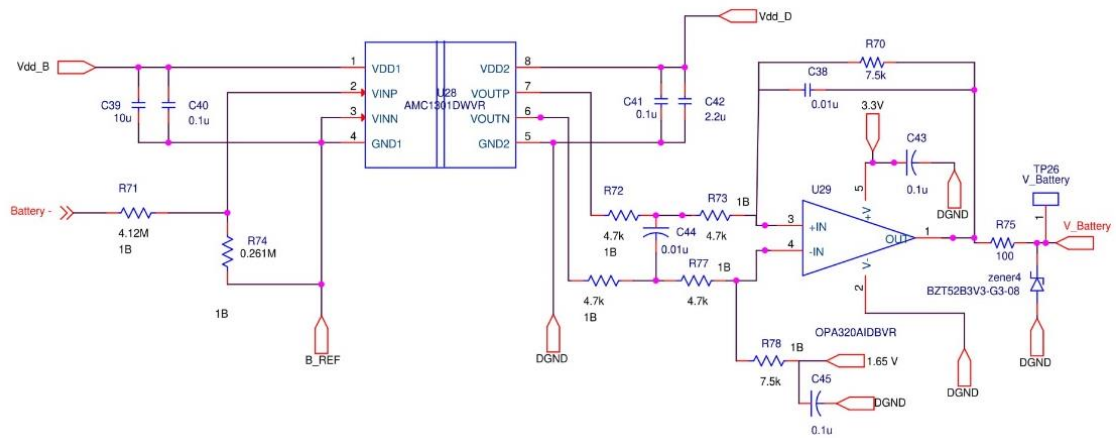 Vdd_D
Vdd_B
C39
10u
C40
0.1u
1
2
3
4
VDD1
VINP
VINN
GND1
U28
AMC1301DWVR
VDD2
VOUTP
VOUTN
GND2
8
7
6
5
C41
0.1u
C42
2.2u
R70
7.5k
C38
0.01u
3.3V
C43
0.1u
DGND
TP26
V_Battery
1
Battery -
R71
4.12M
1B
R74
0.261M
1B
B_REF
DGND
R72
4.7k
1B
C44
0.01u
R73
4.7k
1B
4.7k
1B
R77
4.7k
1B
U29
3
+IN
4
-IN
5
+V
V-
2
OUT
1
OPA320AIDBVR
R75
100
V_Battery
zener4
BZT52B3V3-G3-08
DGND
DGND
R78
7.5k
1B
1.65 V
C45
0.1u
DGND